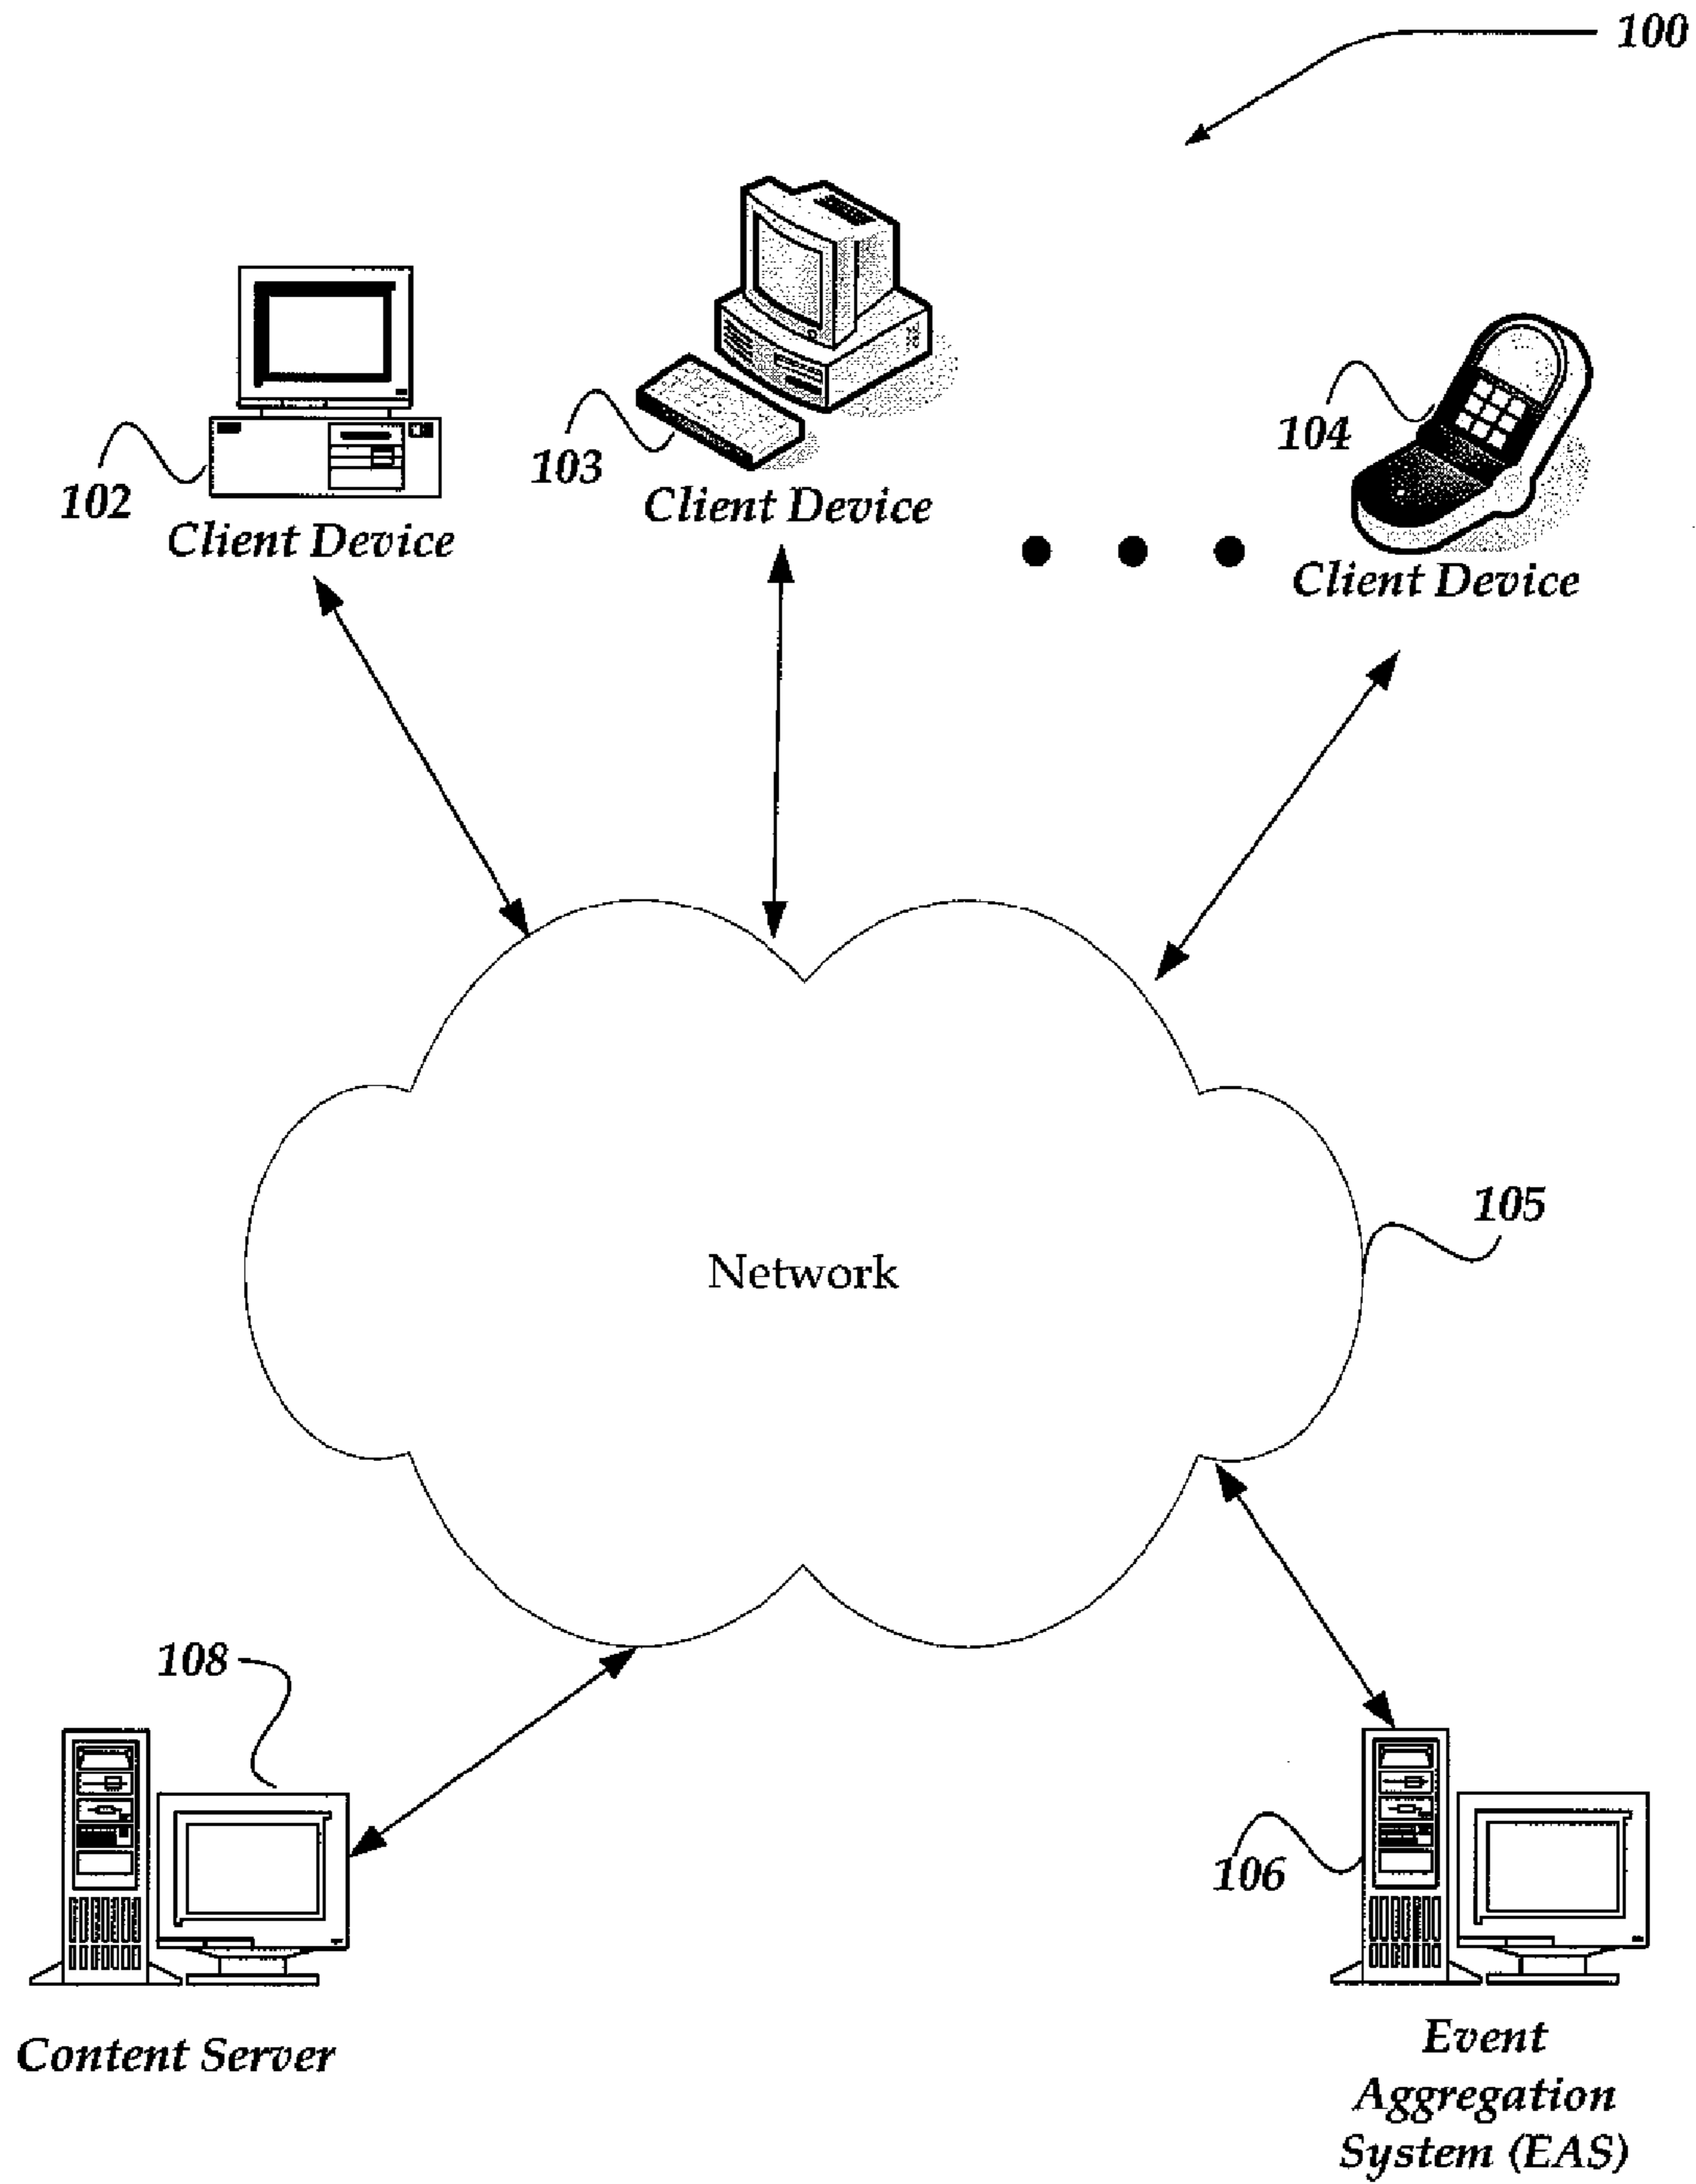 100
102
Client Device
103
Client Device
104
Client Device
Network
105
108
Content Server
106
Event
Aggregation
System (EAS)